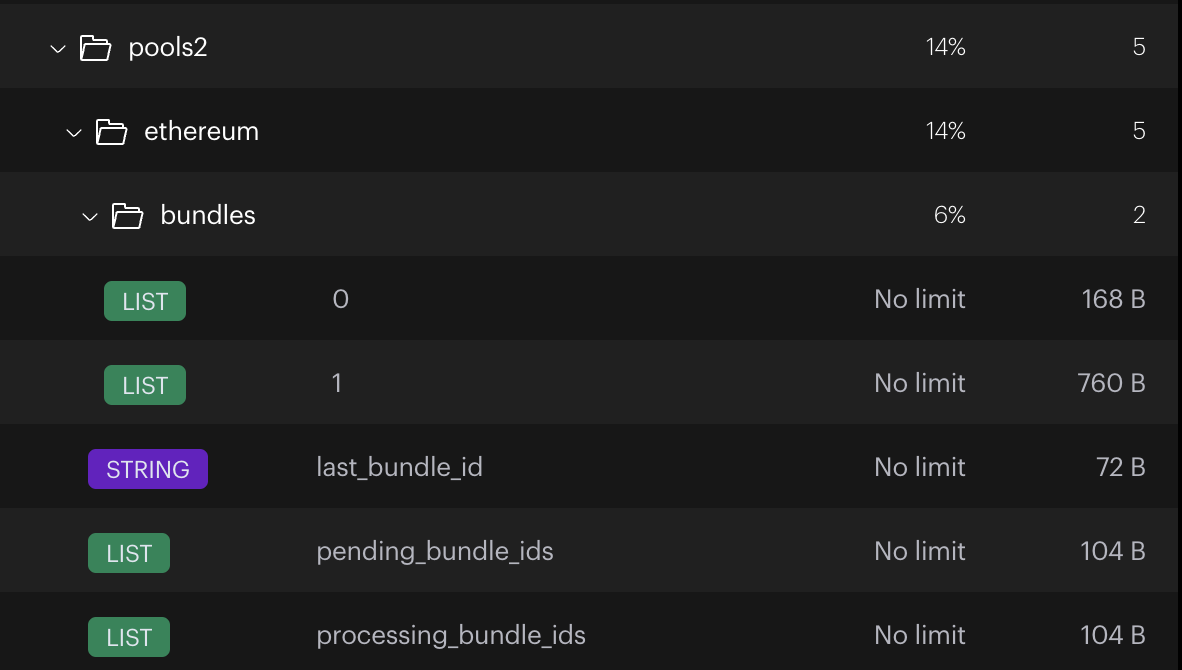 pools2 14% 5
ethereum 14% 5
bundles 6% 2
LIST 0 No limit 168 B
LIST 1 No limit 760 B
STRING last_bundle_id No limit 72 B
LIST pending_bundle_ids No limit 104 B
LIST processing_bundle_ids No limit 104 B